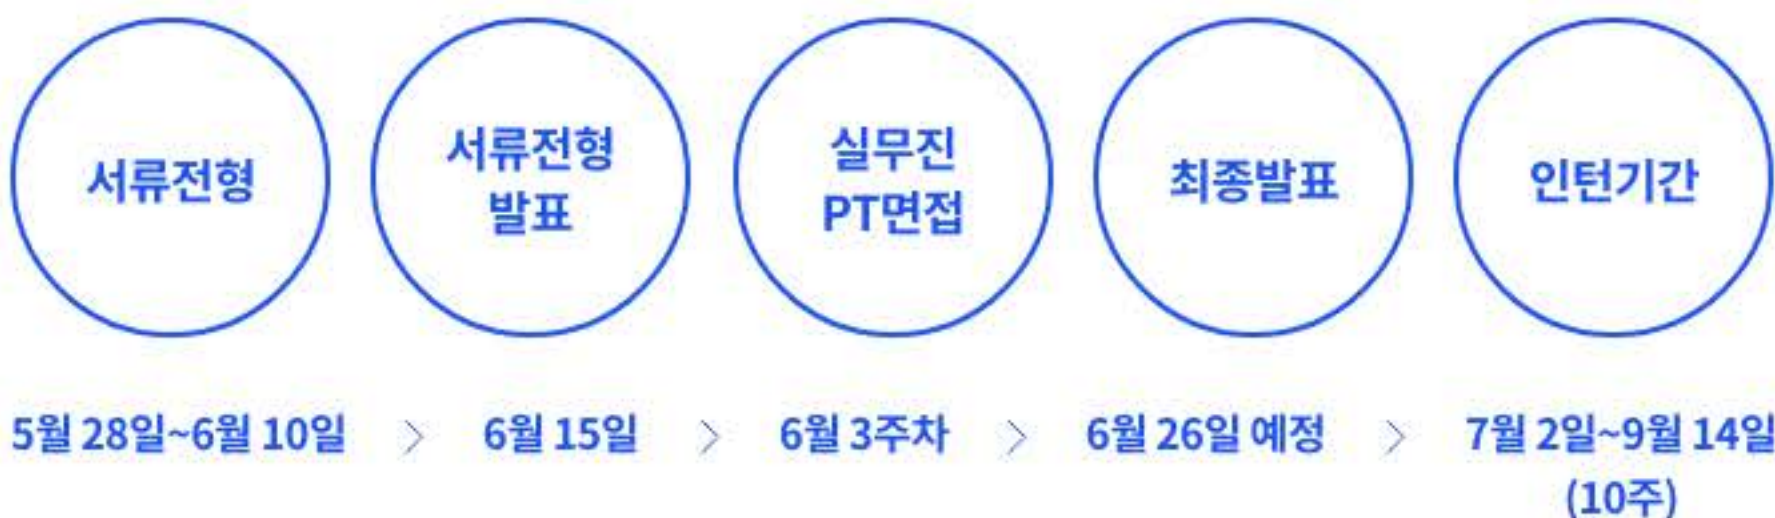 서류전형
서류전형
발표
실무진
PT면접
최종발표
인턴기간
5월 28일~6월 10일 > 6월 15일 > 6월 3주차 > 6월 26일 예정 > 7월 2일~9월 14일
(10주)